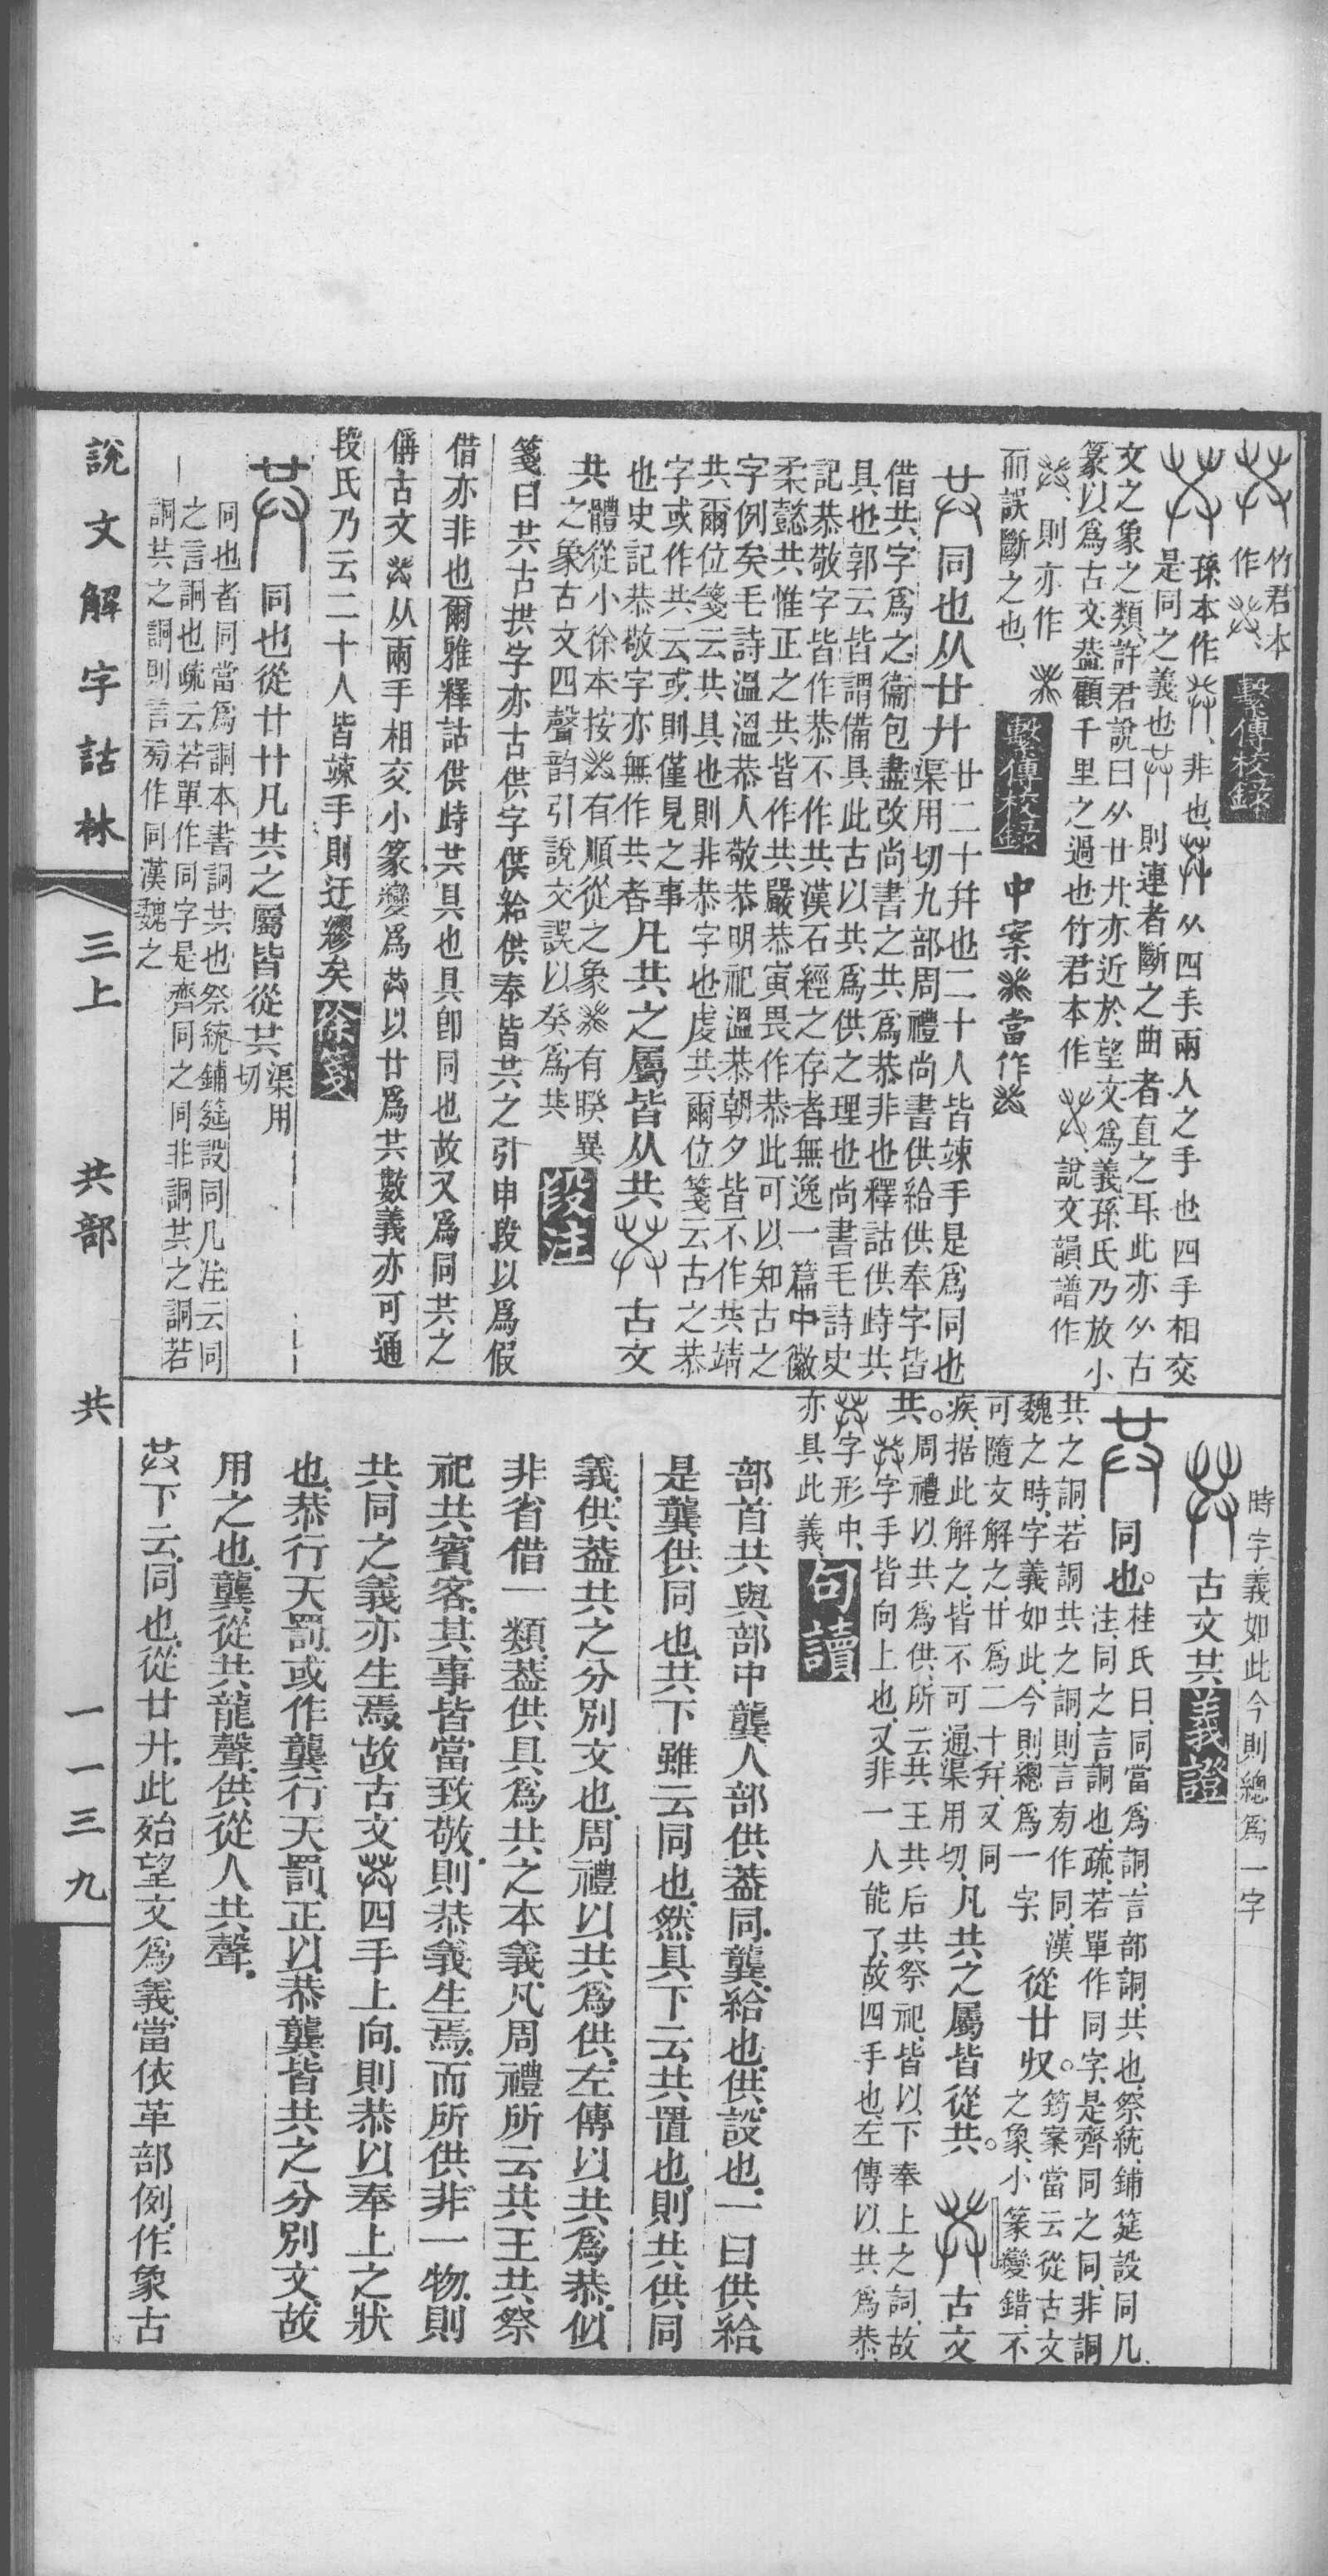 竹君本
作
繫傳校錄
孫本作 非也 从四手兩人之手也四手相交
是同之義也 則連者斷之曲者直之耳此亦从古
文之象之類許君說曰从廿廾亦近於望文爲義孫氏乃放小
篆以爲古文葢顧千里之過也竹君本作 說文韻譜作
則亦作
而誤斷之也
繫傳校錄
中案 當作
同也从廿廾
廿二十幷也二十人皆竦手是爲同也
渠用切九部周禮尚書供給供奉字皆
借共字爲之衞包盡改尚書之共爲恭非也釋詁供峙共
具也郭云皆謂備具此古以共爲供之理也尚書毛詩史
記恭敬字皆作恭不作共漢石經之存者無逸一篇中徽
柔懿共惟正之共皆作共嚴恭寅畏作恭此可以知古之
字例矣毛詩溫溫恭人敬恭明祀溫恭朝夕皆不作共靖
共爾位箋云共具也則非恭字也虔共爾位箋云古之恭
字或作共云或則僅見之事
也史記恭敬字亦無作共者
凡共之屬皆从共
古文
共
體從小徐本按 有順從之象 有睽異
之象古文四聲韵引說文誤以癸爲共
段注
箋曰共古拱字亦古供字供給供奉皆共之引申段以爲假
借亦非也爾雅釋詁供峙共具也具卽同也故又爲同共之
偁古文 从兩手相交小篆變爲 以廿爲共數義亦可通
段氏乃云二十人皆竦手則迂繆矣
徐箋
同也從廿廾凡共之屬皆從共
渠用
切
同也者同當爲詷本書詷共也祭統鋪筵設同几注云同
之言詷也疏云若單作同字是齊同之同非詷共之詷若
詷共之詷則言旁作同漢魏之
時字義如此今則總爲一字
古文共
義證
同也
桂氏曰同當爲詷言部詷共也祭統鋪筵設同几
注同之言詷也疏若單作同字是齊同之同非詷
共之詷若詷共之詷則言旁作同漢
魏之時字義如此今則總爲一字
從廿収
筠案當云從古文
之象小篆變錯不
可隨文解之廿爲二十幷又同
疾据此解之皆不可通渠用切
凡共之屬皆從共
古文
共
周禮以共爲供所云共王共后共祭祀皆以下奉上之詞故
字手皆向上也又非一人能了故四手也左傳以共爲恭
字形中
亦具此義
句讀
部首共與部中龔人部供葢同龔給也供設也一曰供給
是龔供同也共下雖云同也然具下云共置也則共供同
義供葢共之分別文也周禮以共爲供左傳以共爲恭似
非省借一類葢供具爲共之本義凡周禮所云共王共祭
祀共賓客其事皆當致敬則恭義生焉而所供非一物則
共同之義亦生焉故古文 四手上向則恭以奉上之狀
也恭行天罰或作龔行天罰正以恭龔皆共之分別文故
用之也龔從共龍聲供從人共聲
下云同也從廿廾此殆望文爲義當依革部例作象古
說文解字詁林 三上 共部 共 一一三九